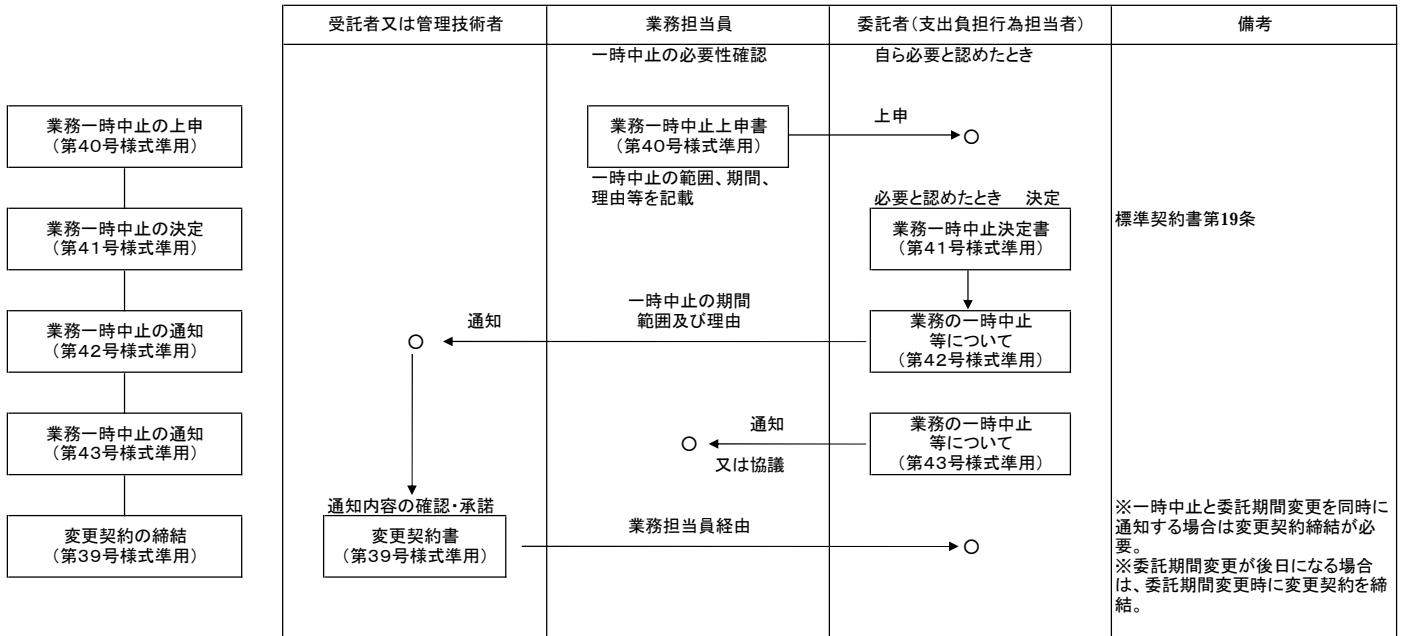 受託者又は管理技術者
業務担当員
委託者（支出負担行為担当者）
備考
一時中止の必要性確認
自ら必要と認めたとき
業務一時中止の上申
（第40号様式準用）
業務一時中止上申書
（第40号様式準用）
上申
○
一時中止の範囲、期間、
理由等を記載
必要と認めたとき　決定
業務一時中止の決定
（第41号様式準用）
業務一時中止決定書
（第41号様式準用）
標準契約書第19条
業務一時中止の通知
（第42号様式準用）
通知
○
一時中止の期間
範囲及び理由
業務の一時中止
等について
（第42号様式準用）
業務一時中止の通知
（第43号様式準用）
○
通知
又は協議
業務の一時中止
等について
（第43号様式準用）
変更契約の締結
（第39号様式準用）
通知内容の確認・承諾
変更契約書
（第39号様式準用）
業務担当員経由
○
※一時中止と委託期間変更を同時に
通知する場合は変更契約締結が必
要。
※委託期間変更が後日になる場合
は、委託期間変更時に変更契約を締
結。